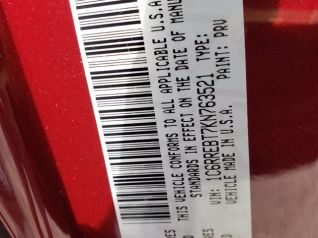 THIS VEHICLE CONFORMS TO ALL APPLICABLE U.S.A.
STANDARDS IN EFFECT ON THE DATE OF MANU
VIN: 1C6RREBT7KN763521 TYPE:
VEHICLE MADE IN U.S.A. PAINT: PRV